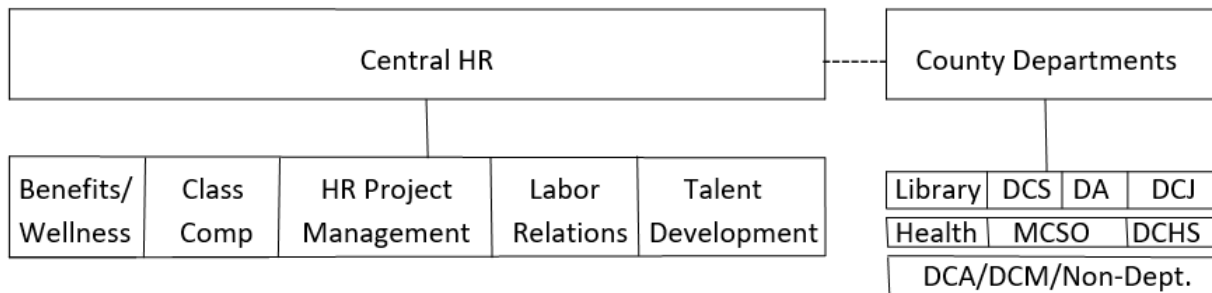 Central HR
County Departments
Benefits/
Wellness
Class
Comp
HR Project
Management
Labor
Relations
Talent
Development
Library DCS DA DCJ
Health MCSO DCHS
DCA/DCM/Non-Dept.